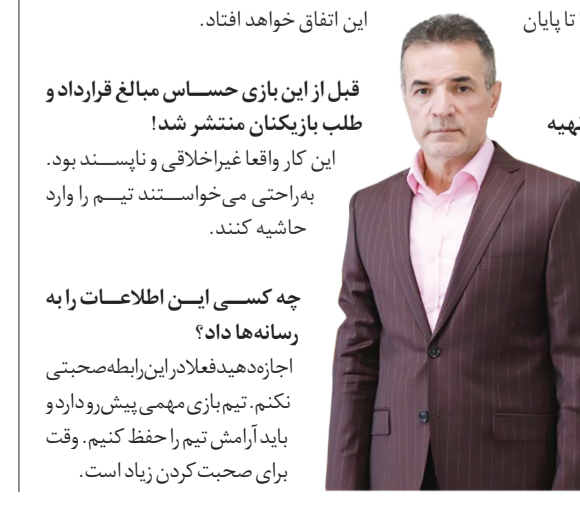 تا پایان
تهیه
این اتفاق خواهد افتاد.
قبل از این بازی حساس مبالغ قرارداد و
طلب بازیکنان منتشر شد!
این کار واقعا غیراخلاقی و ناپسند بود.
به‌راحتی می‌خواستند تیم را وارد
حاشیه کنند.
چه کسی این اطلاعات را به
رسانه‌ها داد؟
اجازه دهید فعلا در این رابطه صحبتی
نکنم. تیم بازی مهمی پیش‌رو دارد و
باید آرامش تیم را حفظ کنیم. وقت
برای صحبت کردن زیاد است.